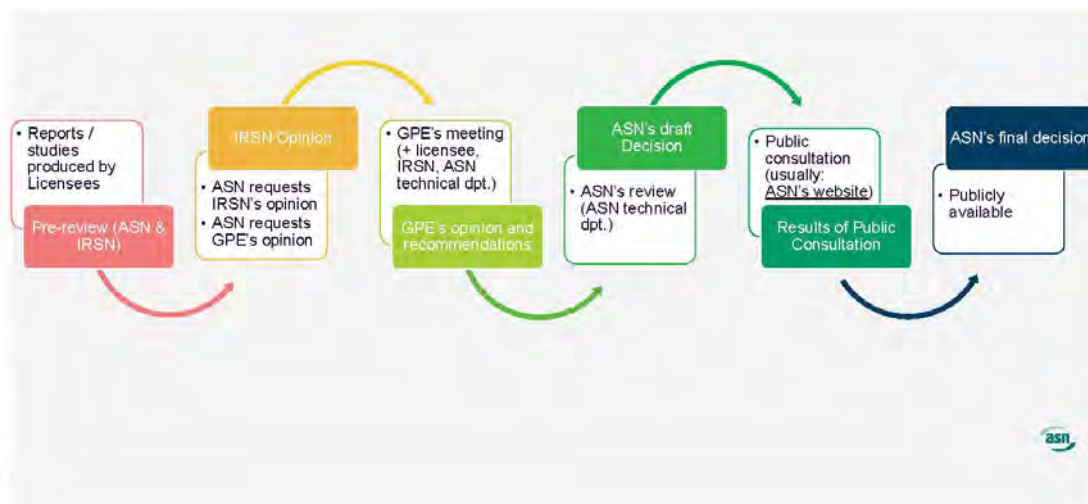 • Reports /
studies
produced by
Licensees
Pre-review (ASN &
IRSN)
IRSN Opinion
• ASN requests
IRSN's opinion
• ASN requests
GPE's opinion
• GPE's meeting
(+ licensee,
IRSN, ASN
technical dpt.)
GPE's opinion and
recommendations
ASN's draft
Decision
• ASN's review
(ASN technical
dpt.)
• Public
consultation
(usually:
ASN's website)
Results of Public
Consultation
ASN's final decision
• Publicly
available
asn